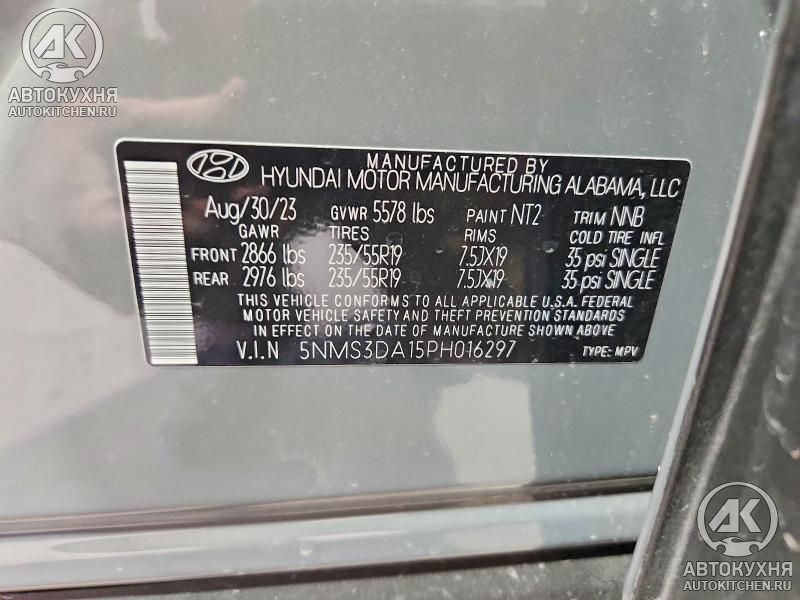 AK
АВТОКУХНЯ
AUTOKITCHEN.RU
MANUFACTURED BY
HYUNDAI MOTOR MANUFACTURING ALABAMA, LLC
Aug/30/23 GVWR 5578 lbs PAINT NT2 TRIM NNB
GAWR TIRES RIMS COLD TIRE INFL
FRONT 2866 lbs 235/55R19 7.5JX19 35 psi SINGLE
REAR 2976 lbs 235/55R19 7.5JX19 35 psi SINGLE
THIS VEHICLE CONFORMS TO ALL APPLICABLE U.S.A. FEDERAL
MOTOR VEHICLE SAFETY AND THEFT PREVENTION STANDARDS
IN EFFECT ON THE DATE OF MANUFACTURE SHOWN ABOVE
V.I.N 5NMS3DA15PH016297 TYPE: MPV
AK
АВТОКУХНЯ
AUTOKITCHEN.RU